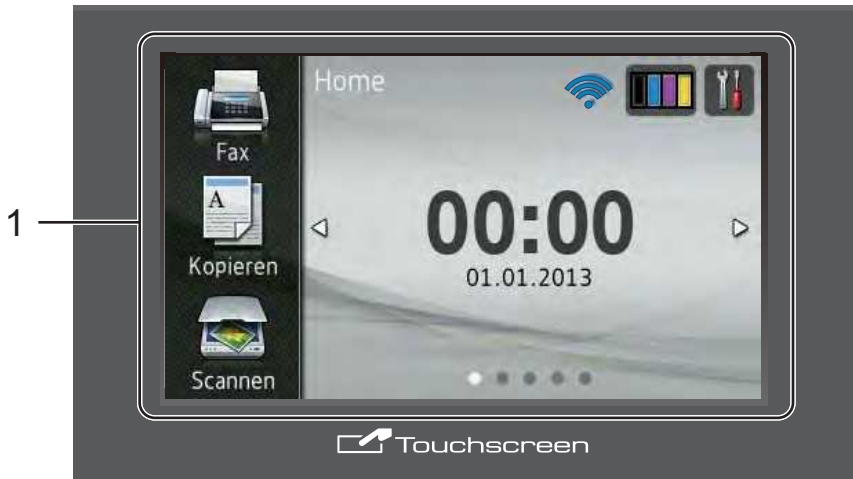 Home
Fax
A
1
00:00
Kopieren
01.01.2013
Scannen
Touchscreen